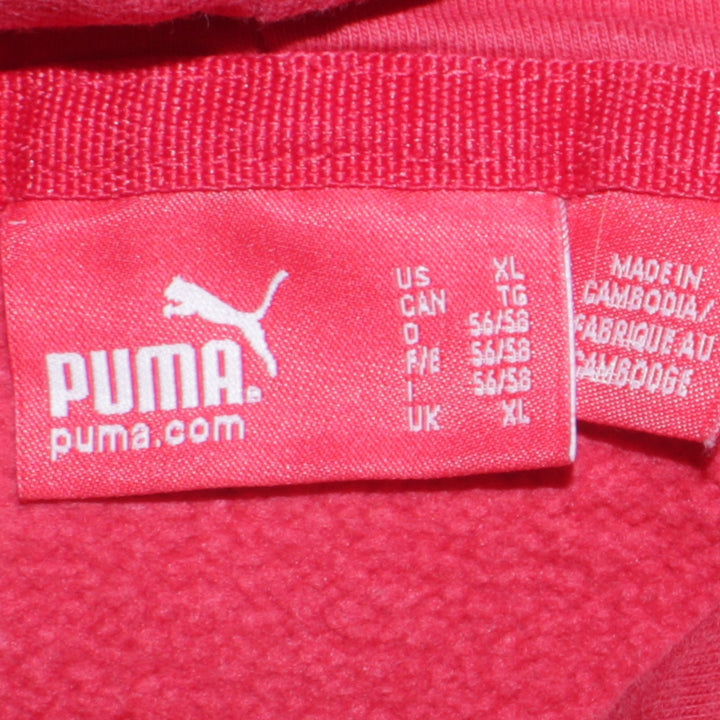 PUMA®
puma.com
US XL
CAN TG
D 56/58
F/E 56/58
I 56/58
UK XL
MADE IN
CAMBODIA/
FABRIQUE AU
CAMBODGE